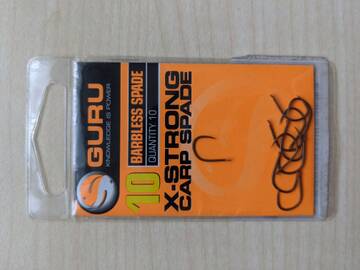 GURU
KNOWLEDGE IS POWER
10
BARBLESS SPADE
QUANTITY 10
X-STRONG
CARP SPADE